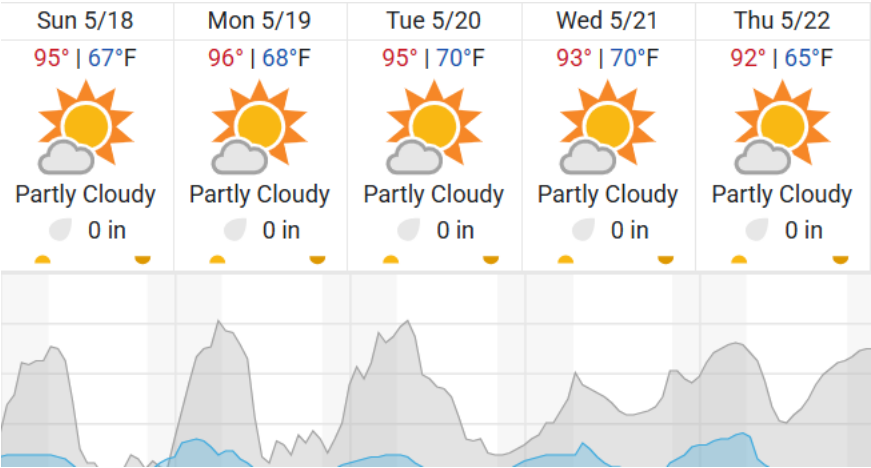 Sun 5/18 Mon 5/19 Tue 5/20 Wed 5/21 Thu 5/22
95° | 67°F 96° | 68°F 95° | 70°F 93° | 70°F 92° | 65°F
Partly Cloudy Partly Cloudy Partly Cloudy Partly Cloudy Partly Cloudy
0 in 0 in 0 in 0 in 0 in